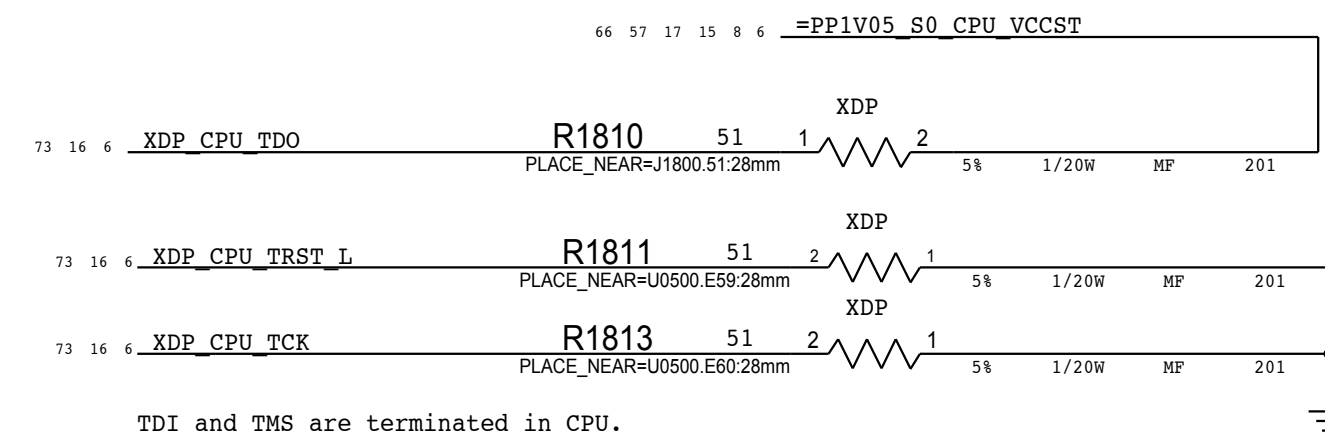 66 57 17 15 8 6 =PP1V05_S0_CPU_VCCST
XDP
73 16 6 XDP_CPU_TDO R1810 51 1 2
PLACE_NEAR=J1800.51:28mm 5% 1/20W MF 201
XDP
73 16 6 XDP_CPU_TRST_L R1811 51 2 1
PLACE_NEAR=U0500.E59:28mm 5% 1/20W MF 201
XDP
73 16 6 XDP_CPU_TCK R1813 51 2 1
PLACE_NEAR=U0500.E60:28mm 5% 1/20W MF 201
TDI and TMS are terminated in CPU.